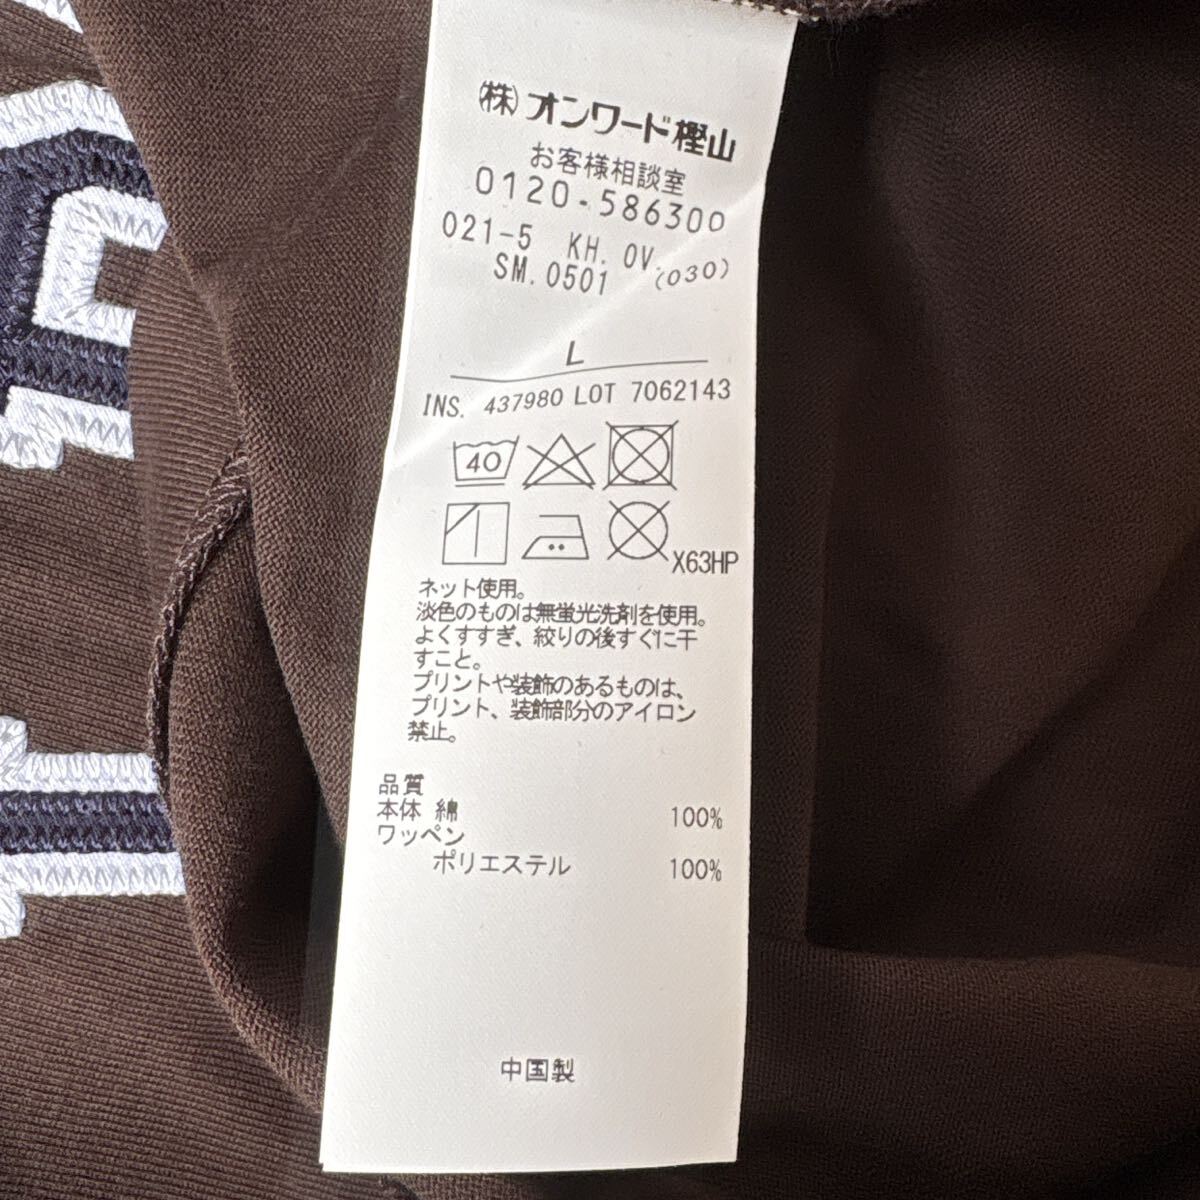 (株)オンワード樫山
お客様相談室
0120-586300
021-5 KH. OV.
SM.0501 (030)
L
INS. 437980 LOT 7062143
40
X63HP
ネット使用。
淡色のものは無蛍光洗剤を使用。
よくすすぎ、絞りの後すぐに干
すこと。
プリントや装飾のあるものは、
プリント、装飾部分のアイロン
禁止。
品質
本体 綿 100%
ワッペン
ポリエステル 100%
中国製